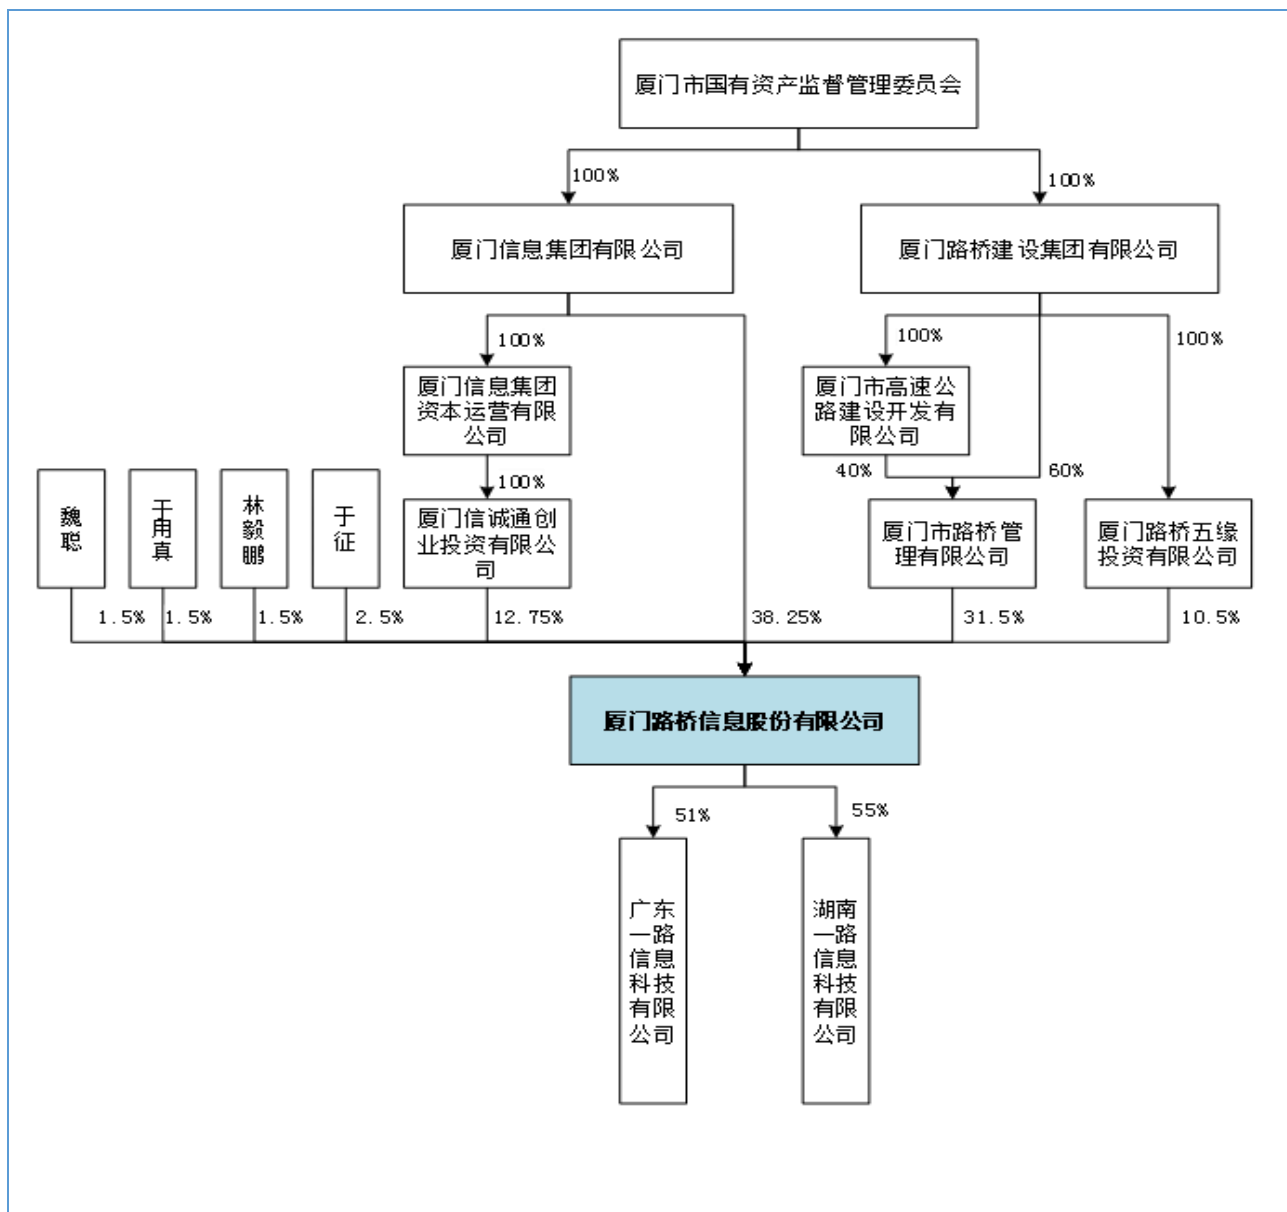 厦门市国有资产监督管理委员会
100%
100%
厦门信息集团有限公司
厦门路桥建设集团有限公司
100%
100%
100%
厦门信息集团
资本运营有限
公司
厦门市高速公
路建设开发有
限公司
100%
40%
60%
魏聪
于用真
林毅鹏
于征
厦门信诚通创
业投资有限公
司
厦门市路桥管
理有限公司
厦门路桥五缘
投资有限公司
1.5%
1.5%
1.5%
2.5%
12.75%
38.25%
31.5%
10.5%
厦门路桥信息股份有限公司
51%
55%
广东
一路
信息
科技
有限
公司
湖南
一路
信息
科技
有限
公司